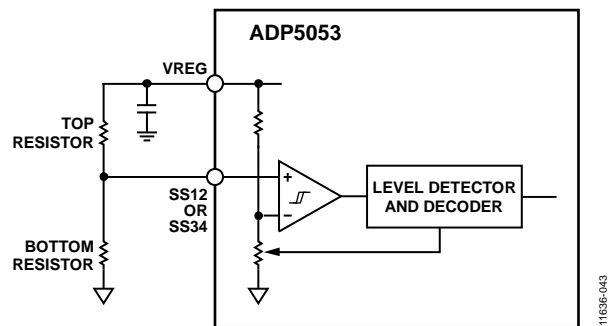 ADP5053
VREG
TOP
RESISTOR
SS12
OR
SS34
+
−
LEVEL DETECTOR
AND DECODER
BOTTOM
RESISTOR
11636-043